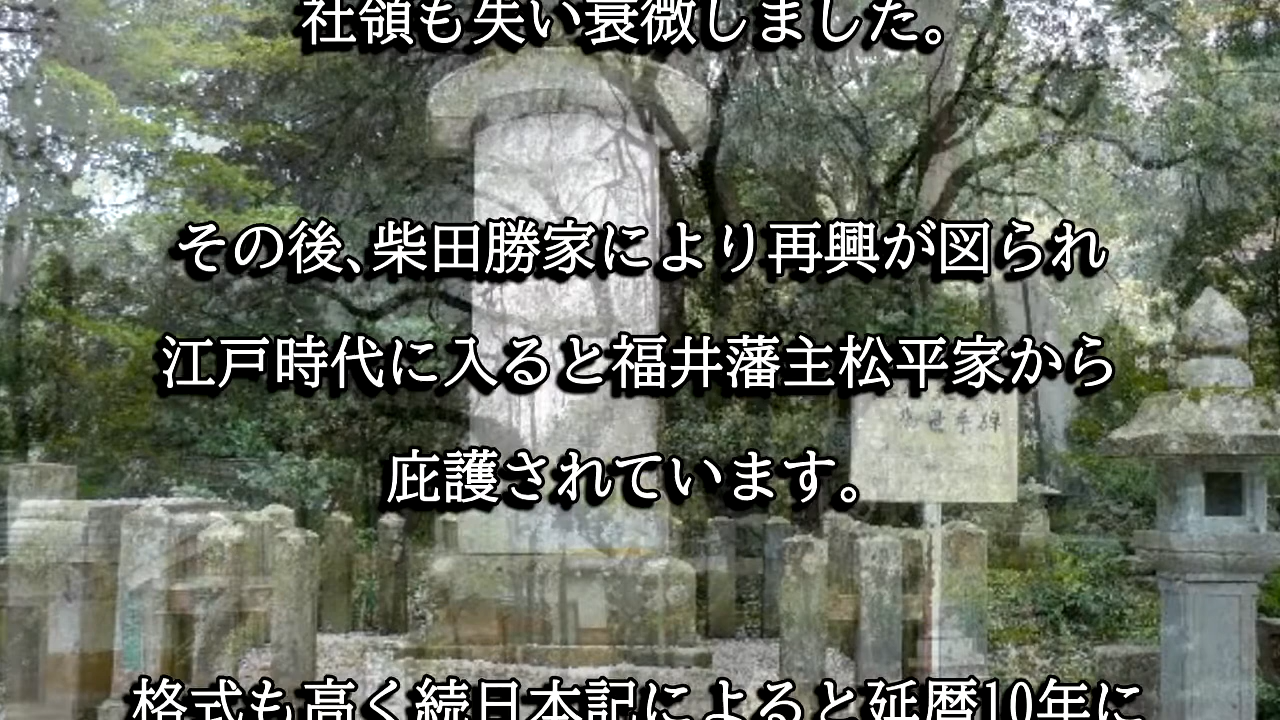 社領も失い衰微しました。
その後、柴田勝家により再興が図られ
江戸時代に入ると福井藩主松平家から
庇護されています。
格式も高く続日本記によると延暦10年に